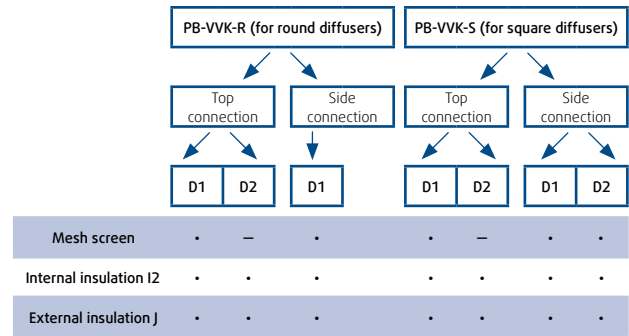 PB-VVK-R (for round diffusers) PB-VVK-S (for square diffusers)
Top connection Side connection Top connection Side connection
D1 D2 D1 D1 D2 D1 D2
Mesh screen • – • • – • •
Internal insulation I2 • • • • • • •
External insulation J • • • • • • •